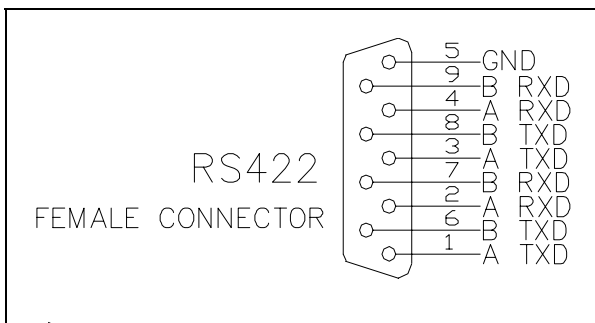 5 GND
9 B RXD
4 A RXD
8 B TXD
3 A TXD
RS422
7 B RXD
2 A RXD
FEMALE CONNECTOR
6 B TXD
1 A TXD